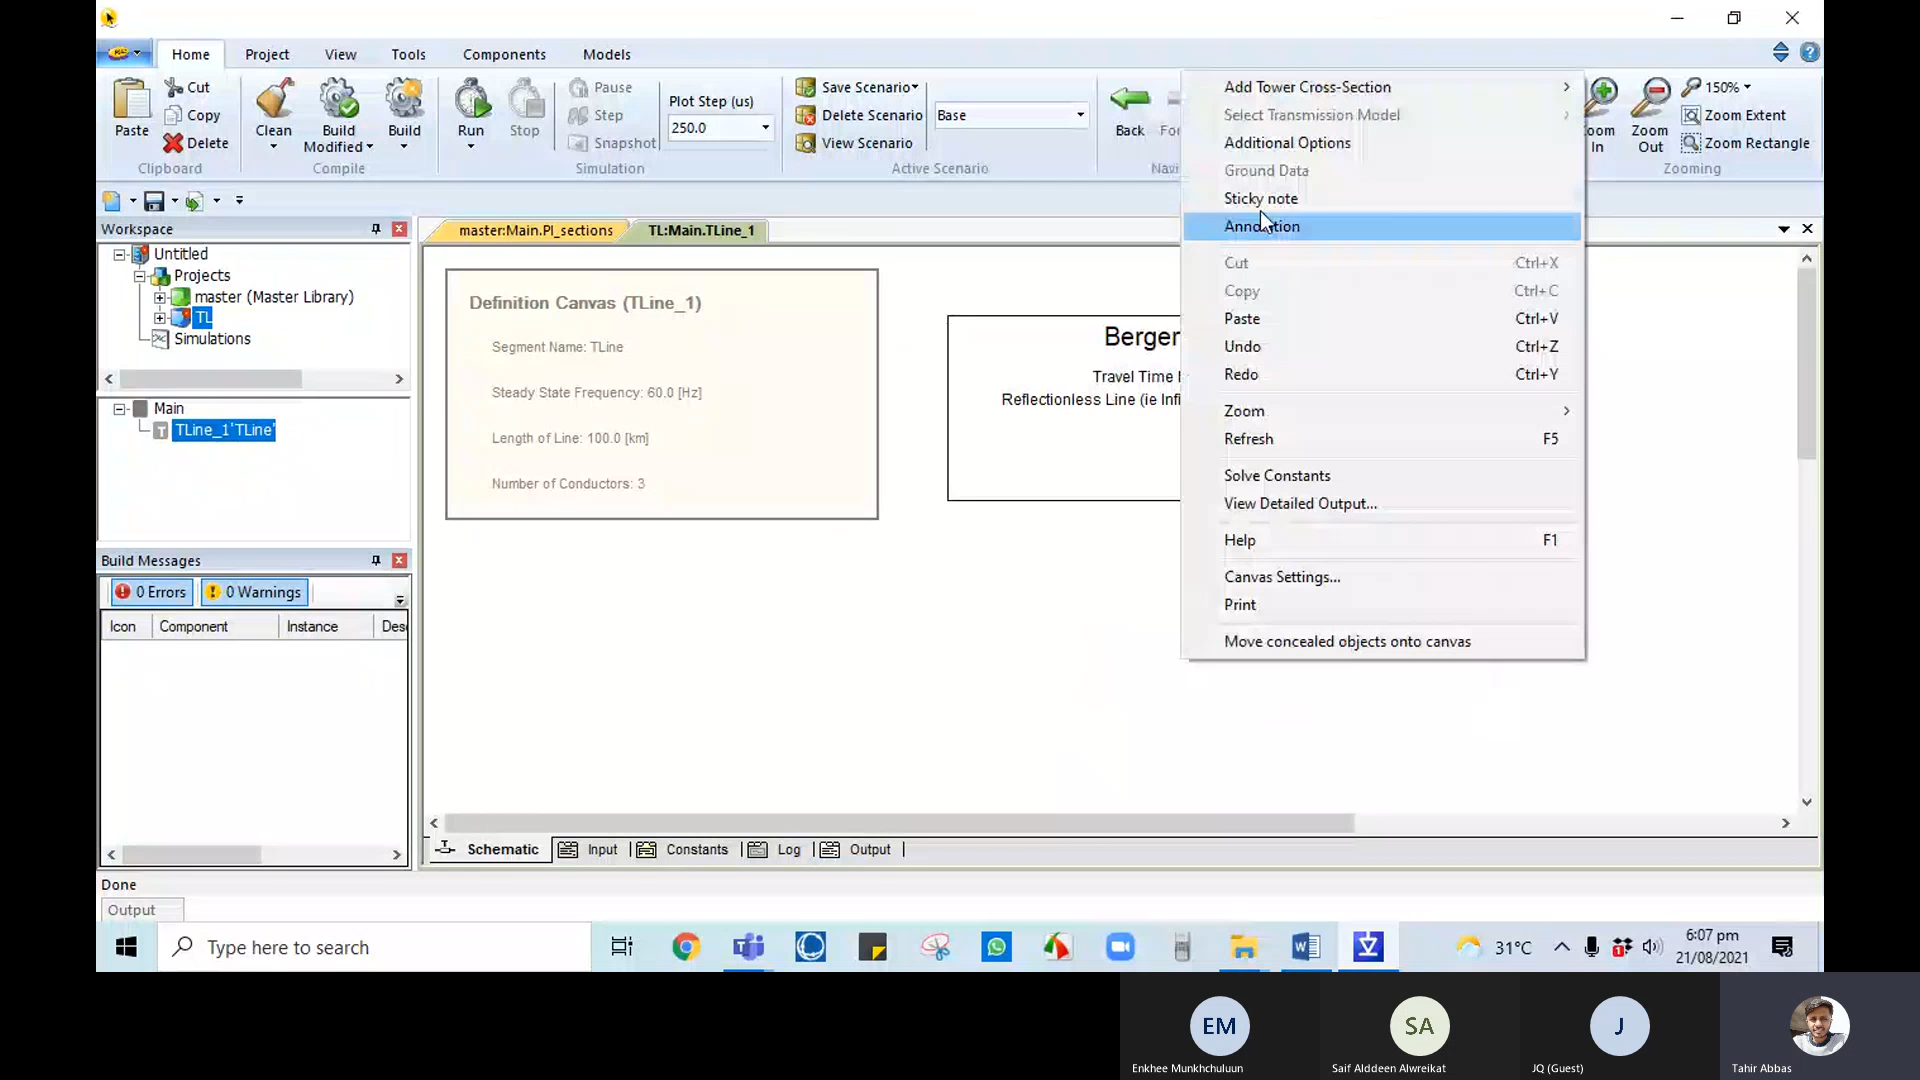 Home
Project
View
Tools
Components
Models
Paste
Cut
Copy
Delete
Clipboard
Clean
Build
Modified
Build
Compile
Run
Stop
Pause
Step
Snapshot
Simulation
Plot Step (us)
250.0
Save Scenario
Delete Scenario
View Scenario
Base
Active Scenario
Back
For
Navi
oom
In
Zoom
Out
150%
Zoom Extent
Zoom Rectangle
Zooming
Workspace
Untitled
Projects
master (Master Library)
TL
Simulations
Main
TLine_1'TLine'
Build Messages
0 Errors
0 Warnings
Icon
Component
Instance
Desc
master:Main.PI_sections
TL:Main.TLine_1
Definition Canvas (TLine_1)
Segment Name: TLine
Steady State Frequency: 60.0 [Hz]
Length of Line: 100.0 [km]
Number of Conductors: 3
Berger
Travel Time
Reflectionless Line (ie Infi
Add Tower Cross-Section
Select Transmission Model
Additional Options
Ground Data
Sticky note
Annotation
Cut Ctrl+X
Copy Ctrl+C
Paste Ctrl+V
Undo Ctrl+Z
Redo Ctrl+Y
Zoom
Refresh F5
Solve Constants
View Detailed Output...
Help F1
Canvas Settings...
Print
Move concealed objects onto canvas
Schematic
Input
Constants
Log
Output
Done
Output
Type here to search
31°C
6:07 pm
21/08/2021
EM
SA
J
Enkhee Munkhchuluun
Saif Alddeen Alwreikat
JQ (Guest)
Tahir Abbas